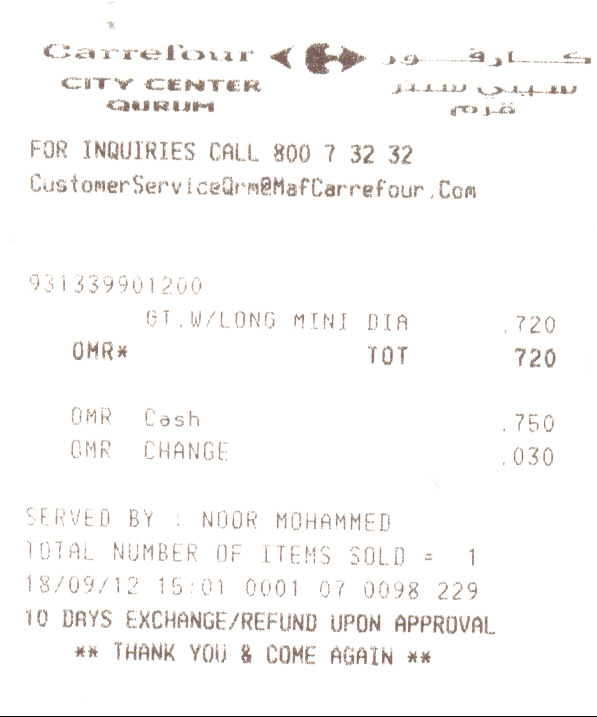 Carrefour كارفور
CITY CENTER سيتي سنتر
QURUM قرم
FOR INQUIRIES CALL 800 7 32 32
CustomerServiceQrm@MafCarrefour.Com
931339901200
GT.W/LONG MINI DIA .720
OMR* TOT 720
OMR Cash .750
OMR CHANGE .030
SERVED BY : NOOR MOHAMMED
TOTAL NUMBER OF ITEMS SOLD = 1
18/09/12 15:01 0001 07 0098 229
10 DAYS EXCHANGE/REFUND UPON APPROVAL
** THANK YOU & COME AGAIN **